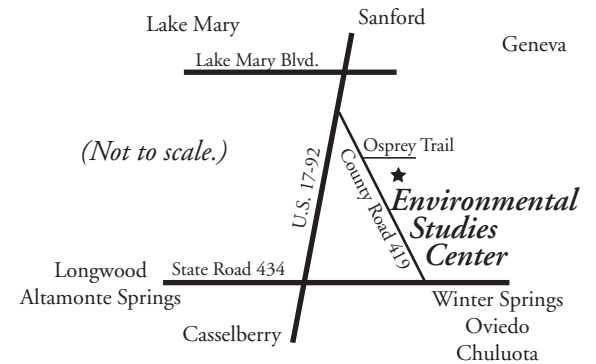 Sanford
Lake Mary
Geneva
Lake Mary Blvd.
(Not to scale.)
Osprey Trail
U.S. 17-92
County Road 419
Environmental
Studies
Center
Longwood
State Road 434
Altamonte Springs
Winter Springs
Oviedo
Casselberry
Chuluota